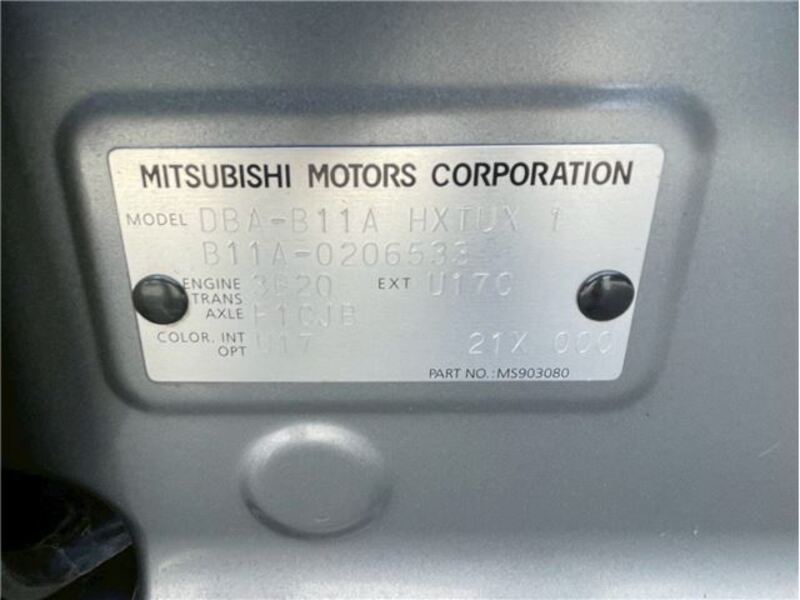 MITSUBISHI MOTORS CORPORATION
MODEL DBA-B11A HXTUX 1
B11A-0206533
ENGINE 3B20 EXT U17C
TRANS
AXLE F1CJB
COLOR. INT U17 21X 000
OPT
PART NO.: MS903080